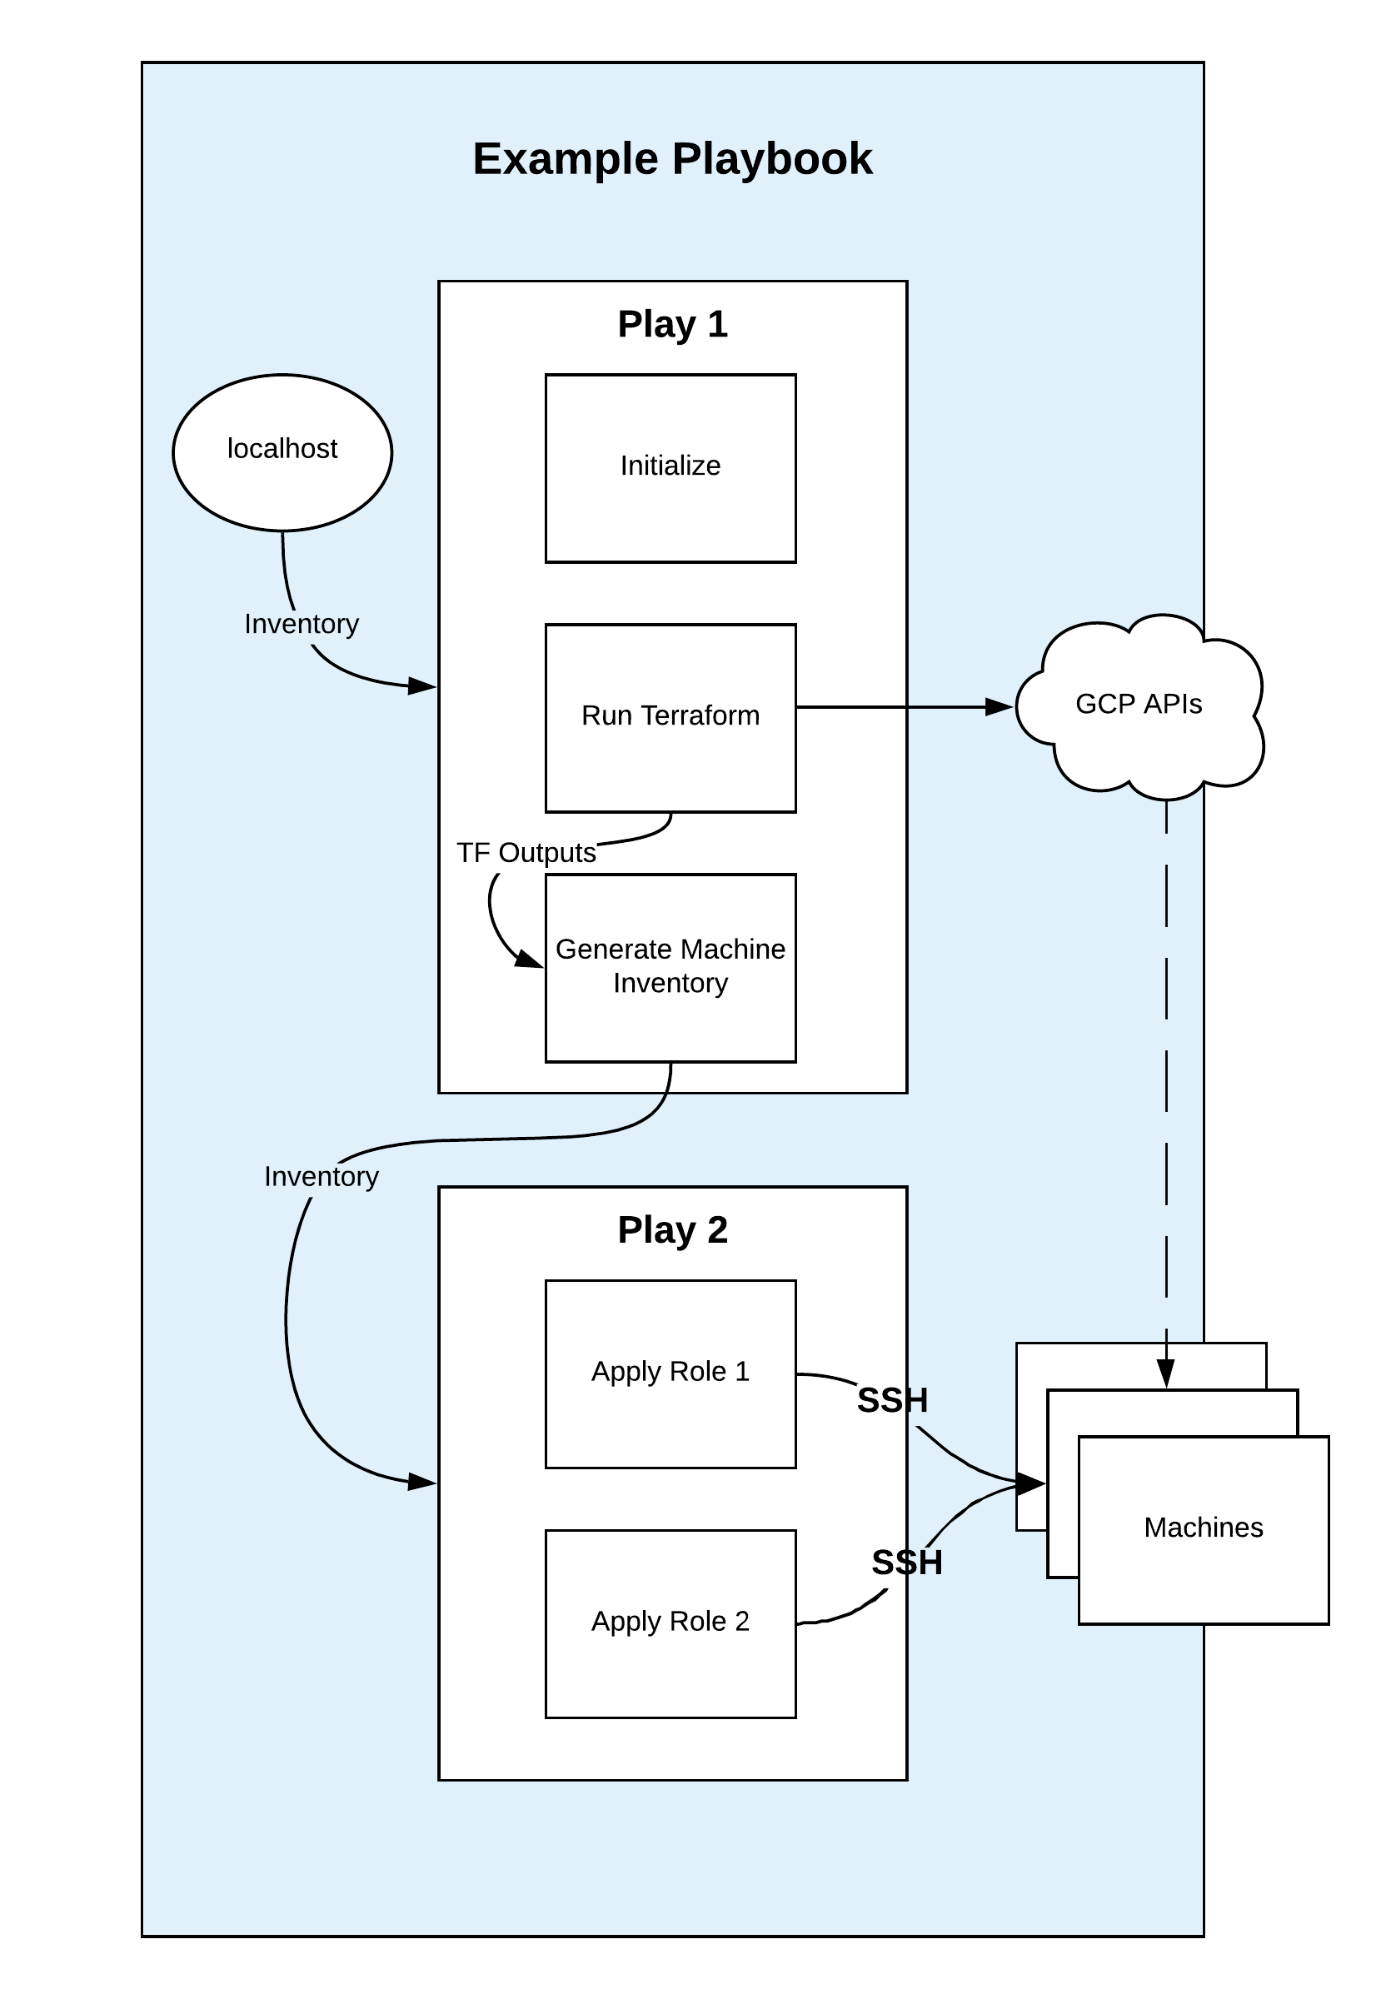 Example Playbook
Play 1
localhost
Initialize
Inventory
Run Terraform
GCP APIs
TF Outputs
Generate Machine
Inventory
Inventory
Play 2
Apply Role 1
SSH
Machines
SSH
Apply Role 2